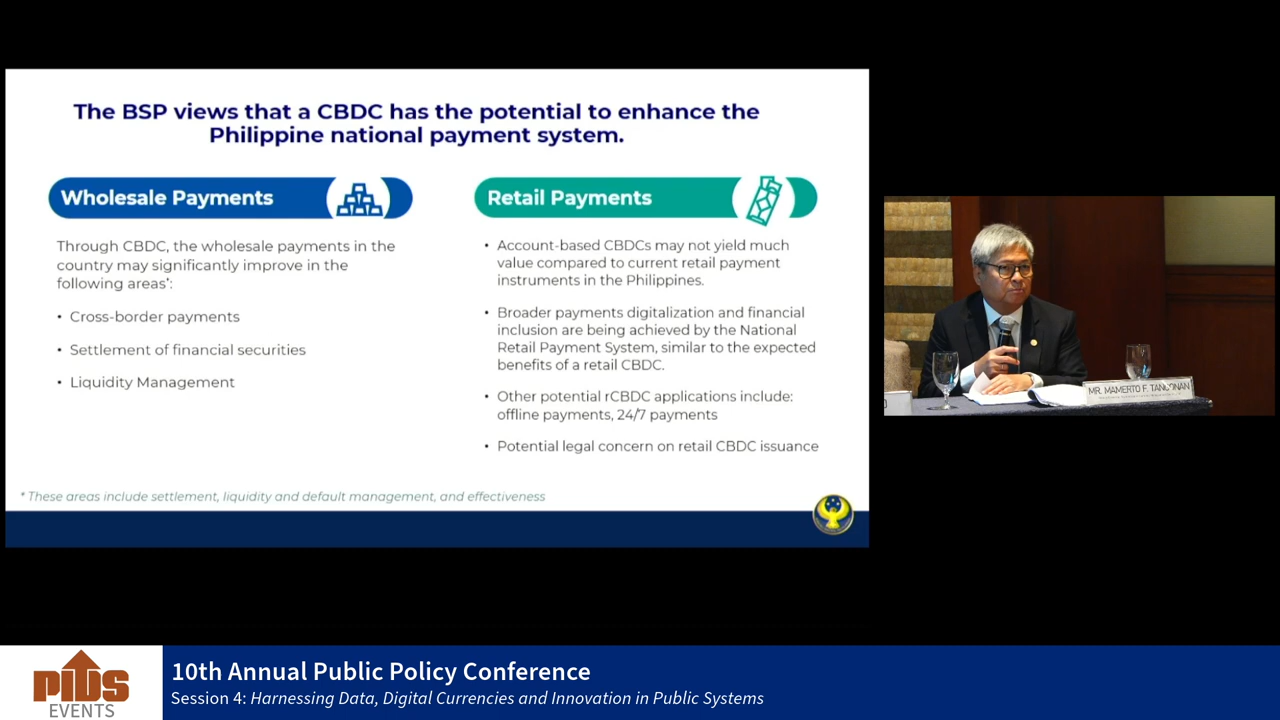 The BSP views that a CBDC has the potential to enhance the
Philippine national payment system.
Wholesale Payments
Through CBDC, the wholesale payments in the
country may significantly improve in the
following areas*:
• Cross-border payments
• Settlement of financial securities
• Liquidity Management
Retail Payments
• Account-based CBDCs may not yield much
value compared to current retail payment
instruments in the Philippines.
• Broader payments digitalization and financial
inclusion are being achieved by the National
Retail Payment System, similar to the expected
benefits of a retail CBDC.
• Other potential rCBDC applications include:
offline payments, 24/7 payments
• Potential legal concern on retail CBDC issuance
* These areas include settlement, liquidity and default management, and effectiveness
MR. MAMERTO F. TANGONAN
PIDS
EVENTS
10th Annual Public Policy Conference
Session 4: Harnessing Data, Digital Currencies and Innovation in Public Systems